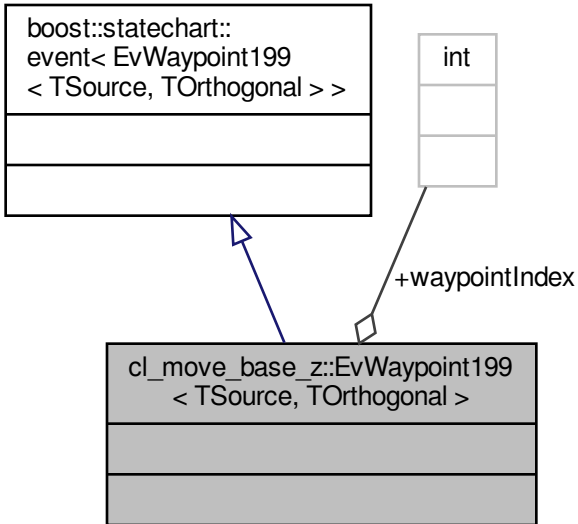 boost::statechart::
event< EvWaypoint199
< TSource, TOrthogonal > >
int
+waypointIndex
cl_move_base_z::EvWaypoint199
< TSource, TOrthogonal >